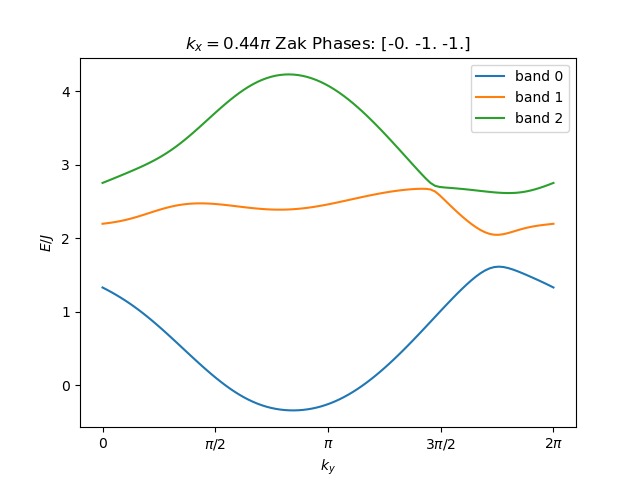 $k_x = 0.44\pi$ Zak Phases: [-0. -1. -1.]
band 0
band 1
band 2
E/J
4
3
2
1
0
0
π/2
π
3π/2
2π
$k_y$